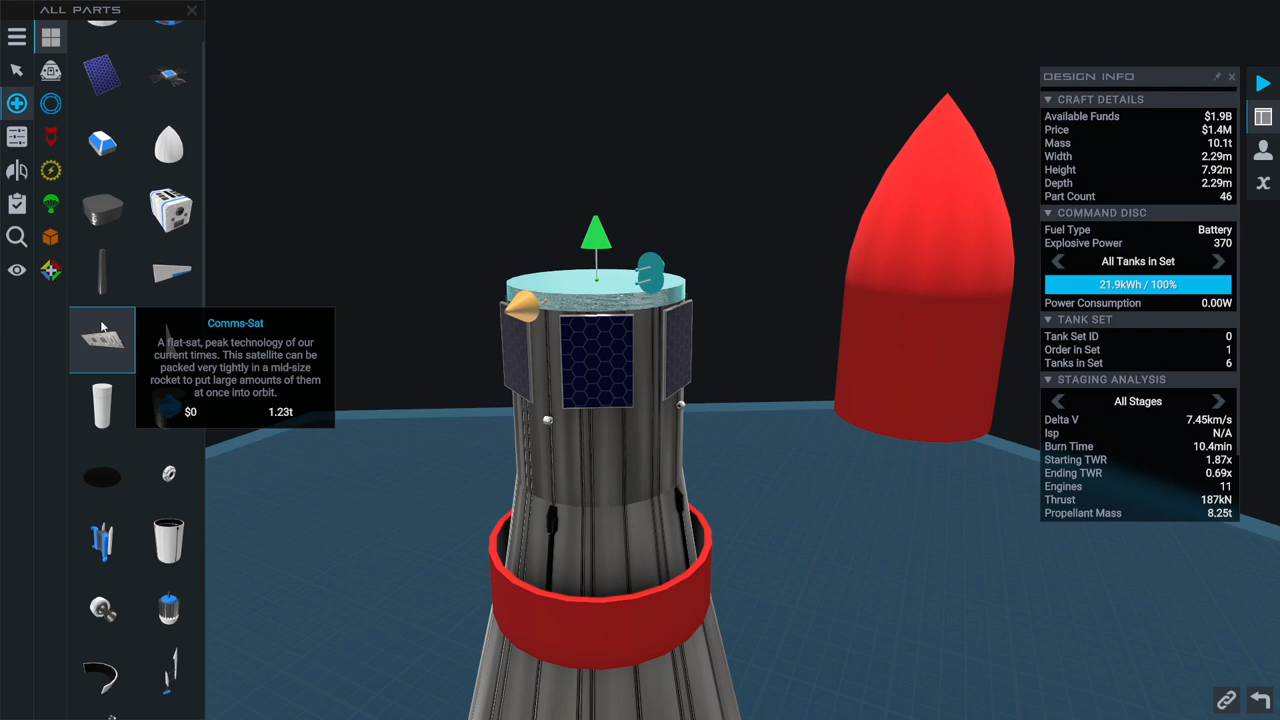 ALL PARTS
Comms-Sat
A flat-sat, peak technology of our
current times. This satellite can be
packed very tightly in a mid-size
rocket to put large amounts of them
at once into orbit.
$0 1.23t
DESIGN INFO
CRAFT DETAILS
Available Funds $1.9B
Price $1.4M
Mass 10.1t
Width 2.29m
Height 7.92m
Depth 2.29m
Part Count 46
COMMAND DISC
Fuel Type Battery
Explosive Power 370
All Tanks in Set
21.9kWh / 100%
Power Consumption 0.00W
TANK SET
Tank Set ID 0
Order in Set 1
Tanks in Set 6
STAGING ANALYSIS
All Stages
Delta V 7.45km/s
Isp N/A
Burn Time 10.4min
Starting TWR 1.87x
Ending TWR 0.69x
Engines 11
Thrust 187kN
Propellant Mass 8.25t